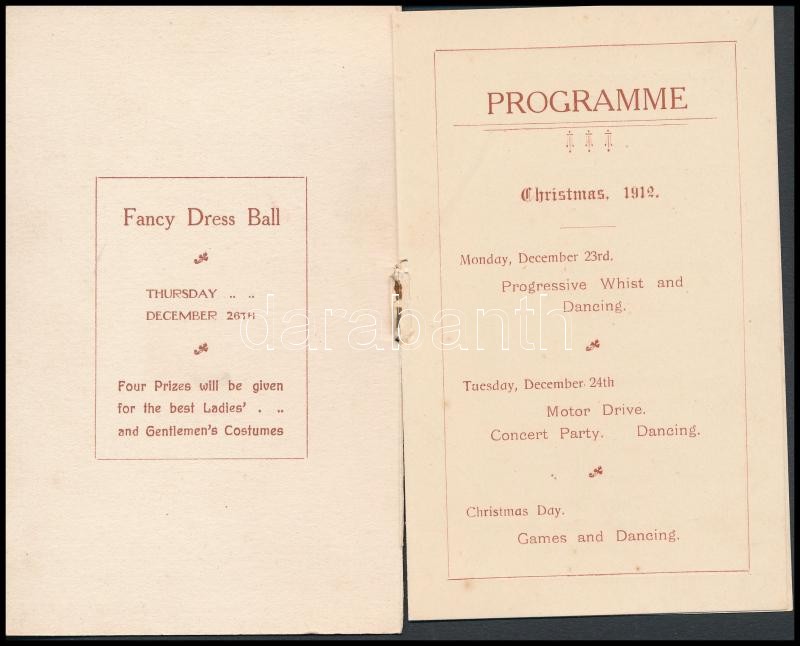 Fancy Dress Ball
THURSDAY .. ..
DECEMBER 26TH
Four Prizes will be given
for the best Ladies' . ..
and Gentlemen's Costumes
PROGRAMME
Christmas, 1912.
Monday, December 23rd.
Progressive Whist and
Dancing.
Tuesday, December 24th
Motor Drive.
Concert Party. Dancing.
Christmas Day.
Games and Dancing.
darabanth